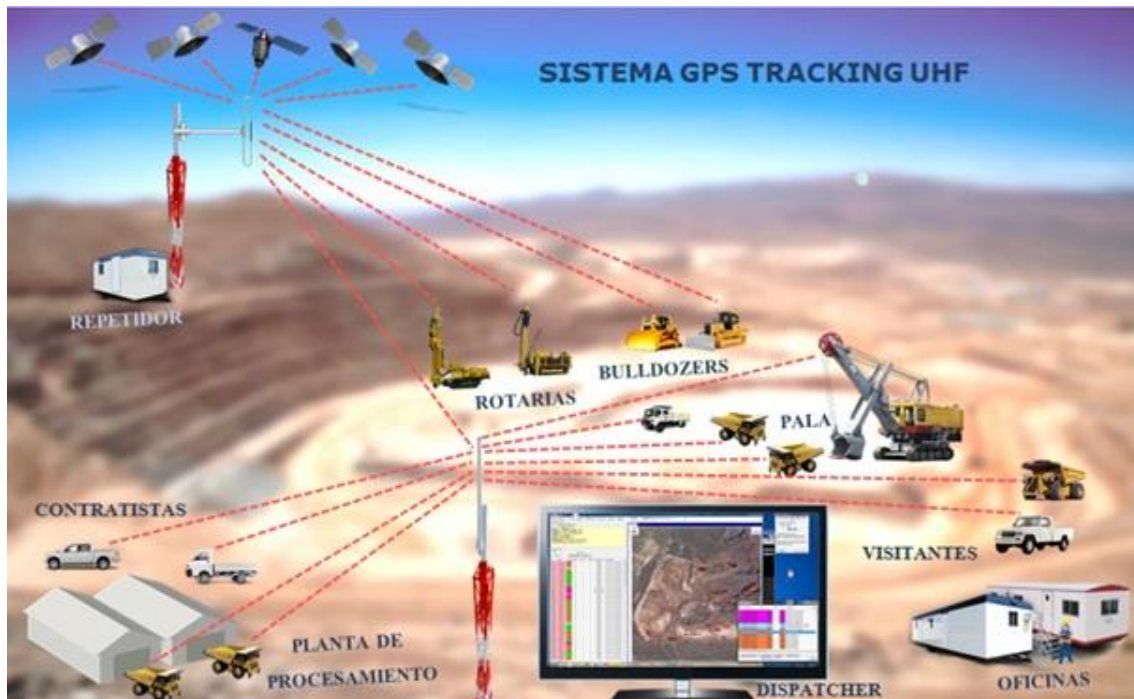 SISTEMA GPS TRACKING UHF
REPETIDOR
BULLDOZERS
ROTARIAS
PALA
CONTRATISTAS
VISITANTES
PLANTA DE
PROCESAMIENTO
DISPATCHER
OFICINAS